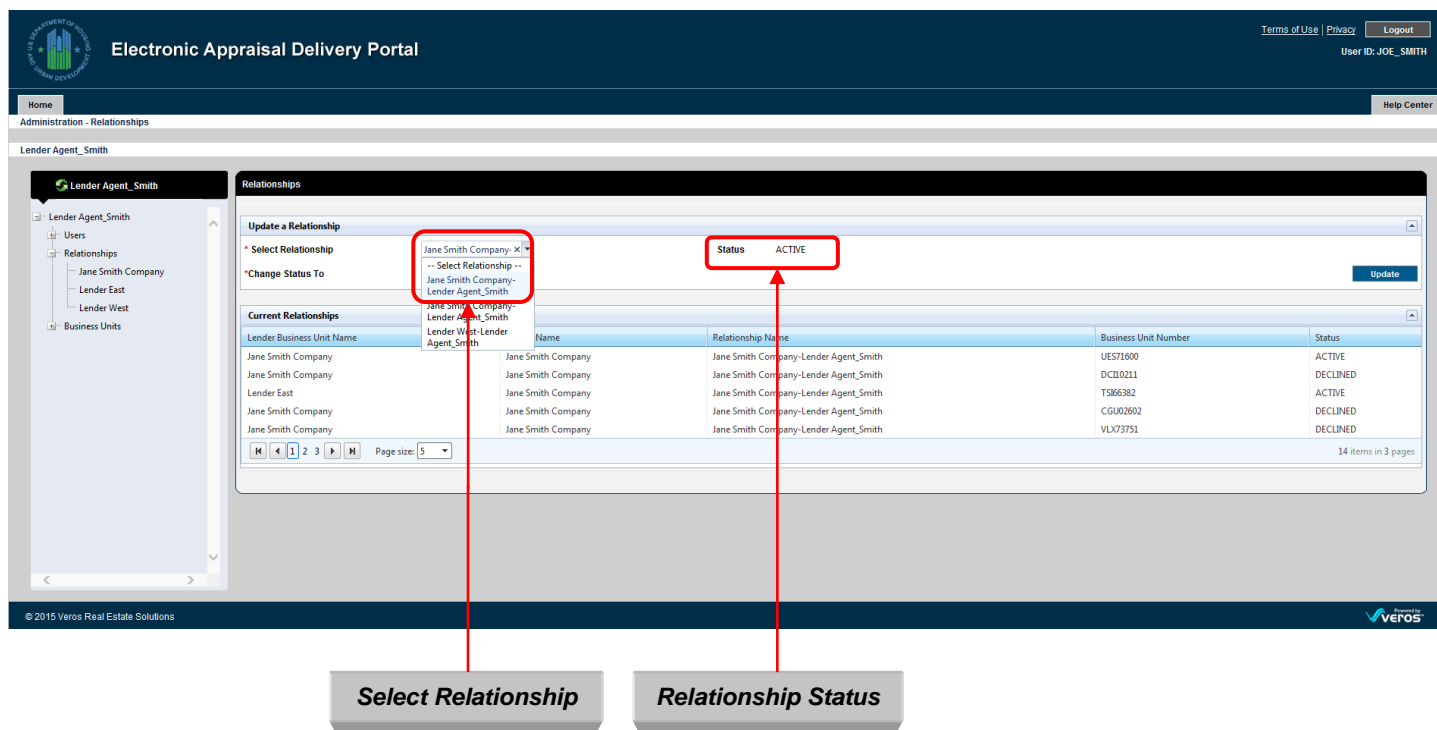 U.S. DEPARTMENT OF HOUSING
AND URBAN DEVELOPMENT
Electronic Appraisal Delivery Portal
Terms of Use | Privacy Logout
User ID: JOE_SMITH
Home Help Center
Administration - Relationships
Lender Agent_Smith
Lender Agent_Smith
Lender Agent_Smith
Users
Relationships
Jane Smith Company
Lender East
Lender West
Business Units
Relationships
Update a Relationship
* Select Relationship Jane Smith Company- Status ACTIVE
*Change Status To Update
-- Select Relationship --
Jane Smith Company-
Lender Agent_Smith
Jane Smith Company-
Lender Agent_Smith
Lender West-Lender
Agent_Smith
Current Relationships
Lender Business Unit Name Name Relationship Name Business Unit Number Status
Jane Smith Company Jane Smith Company Jane Smith Company-Lender Agent_Smith UES71600 ACTIVE
Jane Smith Company Jane Smith Company Jane Smith Company-Lender Agent_Smith DCI10211 DECLINED
Lender East Jane Smith Company Jane Smith Company-Lender Agent_Smith TSI66382 ACTIVE
Jane Smith Company Jane Smith Company Jane Smith Company-Lender Agent_Smith CGU02602 DECLINED
Jane Smith Company Jane Smith Company Jane Smith Company-Lender Agent_Smith VLX73751 DECLINED
1 2 3 Page size: 5 14 items in 3 pages
© 2015 Veros Real Estate Solutions
Powered by
veros
Select Relationship Relationship Status